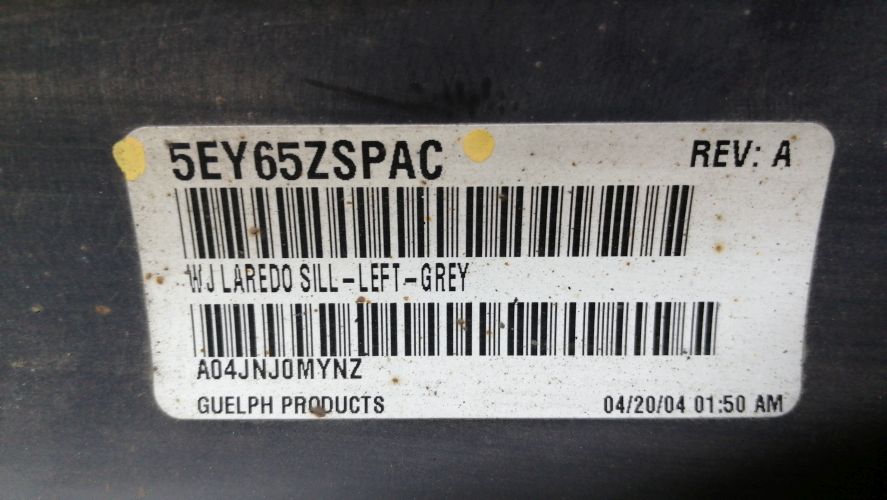 5EY65ZSPAC REV: A
WJ LAREDO SILL-LEFT-GREY
A04JNJ0MYNZ
GUELPH PRODUCTS 04/20/04 01:50 AM